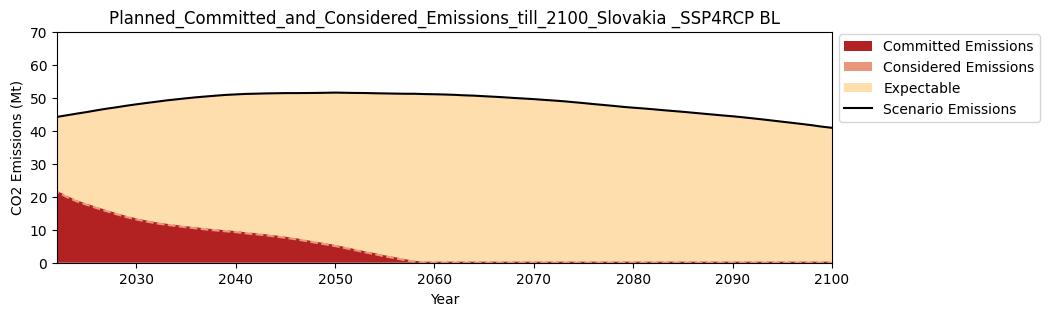 Planned_Committed_and_Considered_Emissions_till_2100_Slovakia _SSP4RCP BL
CO2 Emissions (Mt)
70
60
50
40
30
20
10
0
2030 2040 2050 2060 2070 2080 2090 2100
Year
Committed Emissions
Considered Emissions
Expectable
Scenario Emissions